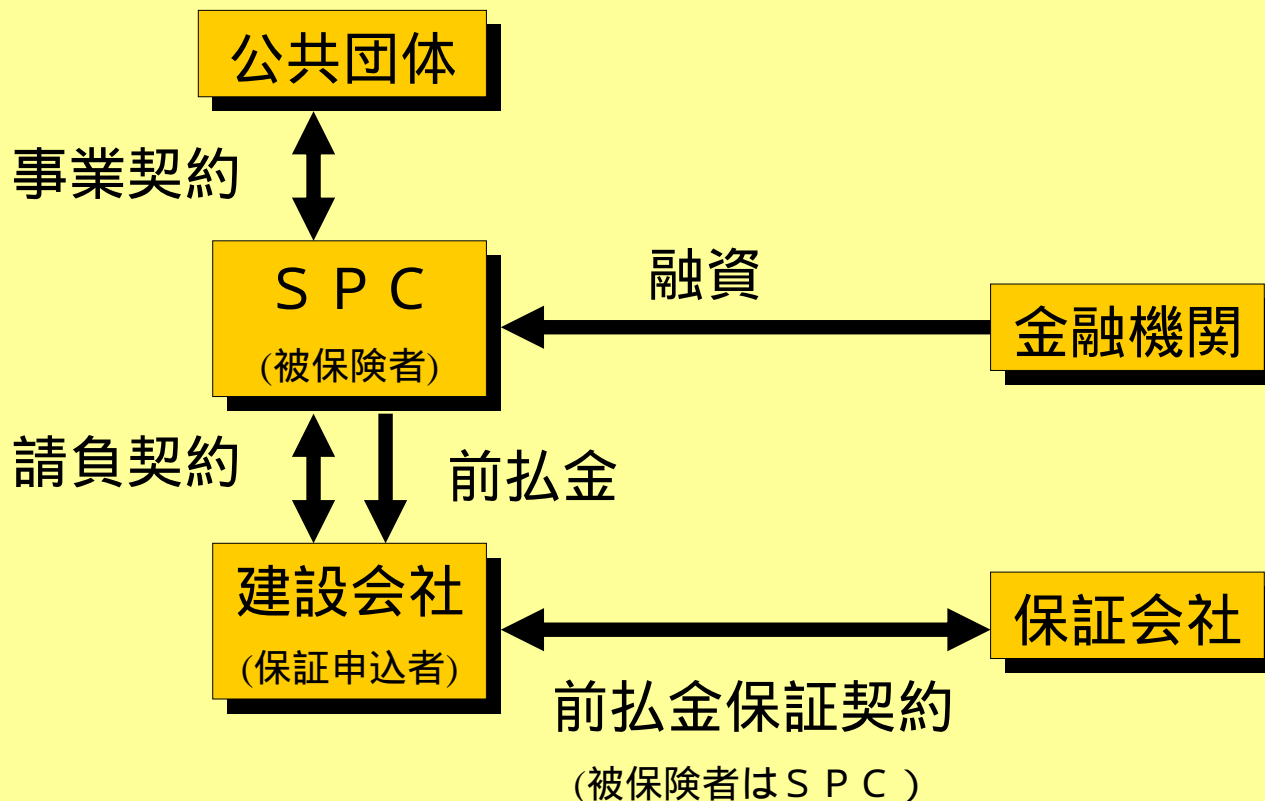 公共団体
事業契約
ＳＰＣ
(被保険者)
融資
金融機関
請負契約
前払金
建設会社
(保証申込者)
保証会社
前払金保証契約
(被保険者はＳＰＣ)